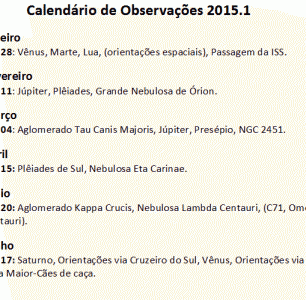 Calendário de Observações 2015.1
eiro
28: Vênus, Marte, Lua, (orientações espaciais), Passagem da ISS.
vereiro
11: Júpiter, Plêiades, Grande Nebulosa de Órion.
rço
04: Aglomerado Tau Canis Majoris, Júpiter, Presépio, NGC 2451.
ril
15: Plêiades de Sul, Nebulosa Eta Carinae.
io
20: Aglomerado Kappa Crucis, Nebulosa Lambda Centauri, (C71, Ome
tauri).
ho
17: Saturno, Orientações via Cruzeiro do Sul, Vênus, Orientações via
a Maior-Cães de caça.